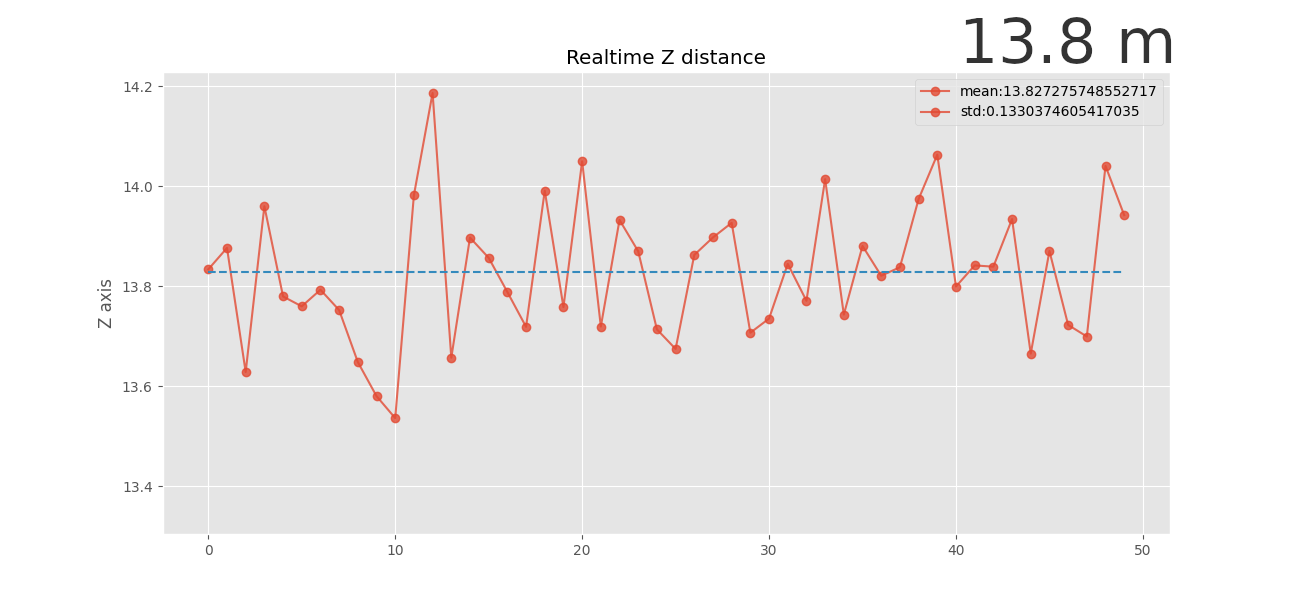 13.8 m
Realtime Z distance
mean:13.827275748552717
std:0.1330374605417035
Z axis
14.2
14.0
13.8
13.6
13.4
0 10 20 30 40 50